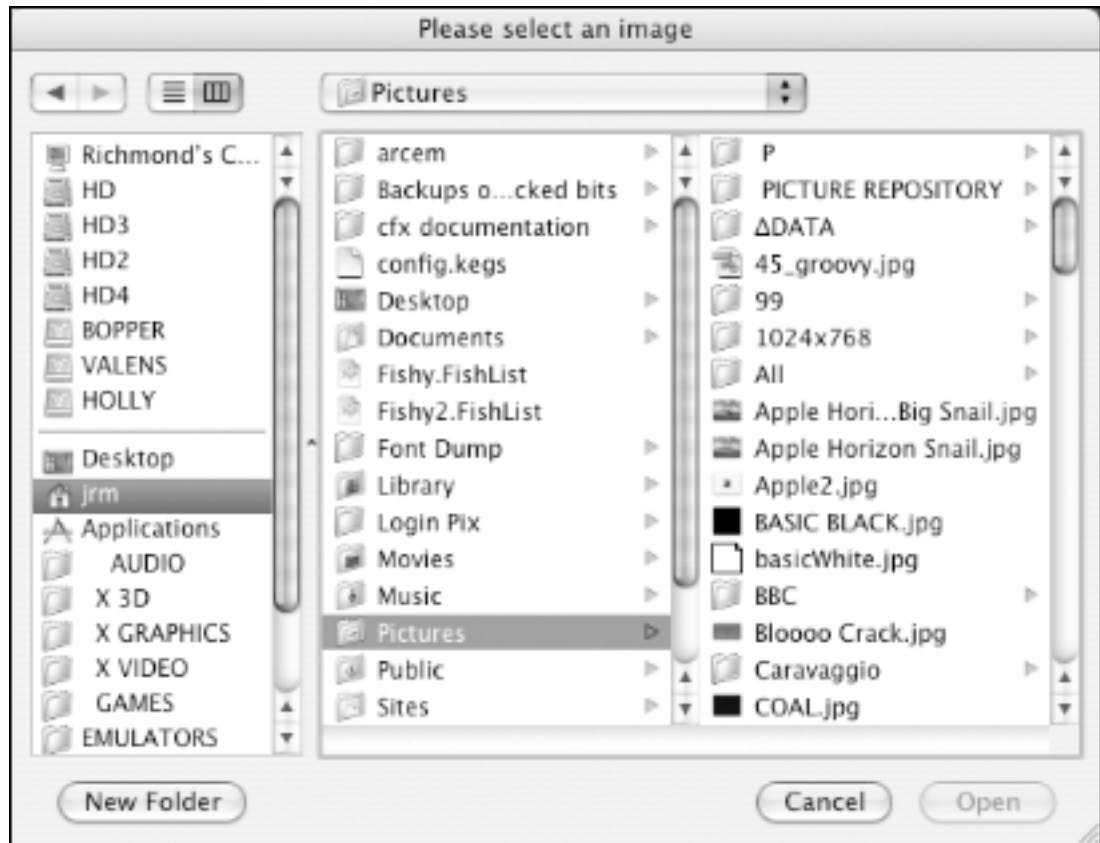 Please select an image
Pictures
Richmond's C...
HD
HD3
HD2
HD4
BOPPER
VALENS
HOLLY
Desktop
jrm
Applications
AUDIO
X 3D
X GRAPHICS
X VIDEO
GAMES
EMULATORS
arcem
Backups o...cked bits
cfx documentation
config.kegs
Desktop
Documents
Fishy.FishList
Fishy2.FishList
Font Dump
Library
Login Pix
Movies
Music
Pictures
Public
Sites
P
PICTURE REPOSITORY
∆DATA
45_groovy.jpg
99
1024x768
All
Apple Hori...Big Snail.jpg
Apple Horizon Snail.jpg
Apple2.jpg
BASIC BLACK.jpg
basicWhite.jpg
BBC
Bloooo Crack.jpg
Caravaggio
COAL.jpg
New Folder
Cancel
Open